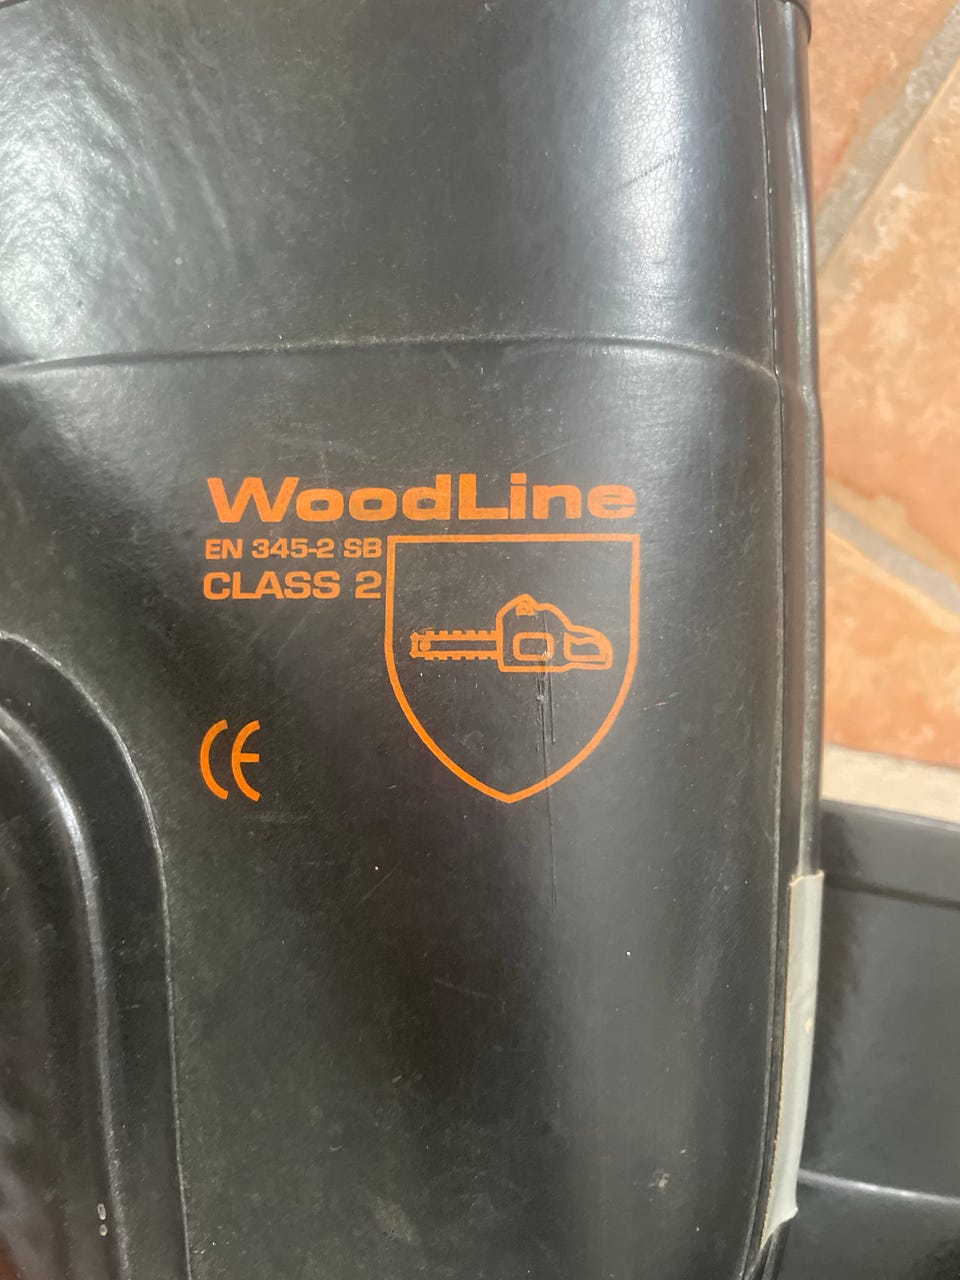 WoodLine
EN 345-2 SB
CLASS 2
CE